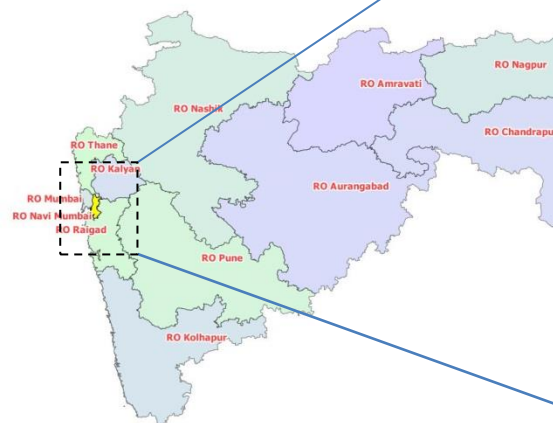 RO Nagpur
RO Amravati
RO Nashik
RO Chandrapu
RO Thane
RO Kalyan
RO Aurangabad
RO Mumbai
RO Navi Mumbai
RO Raigad
RO Pune
RO Kolhapur